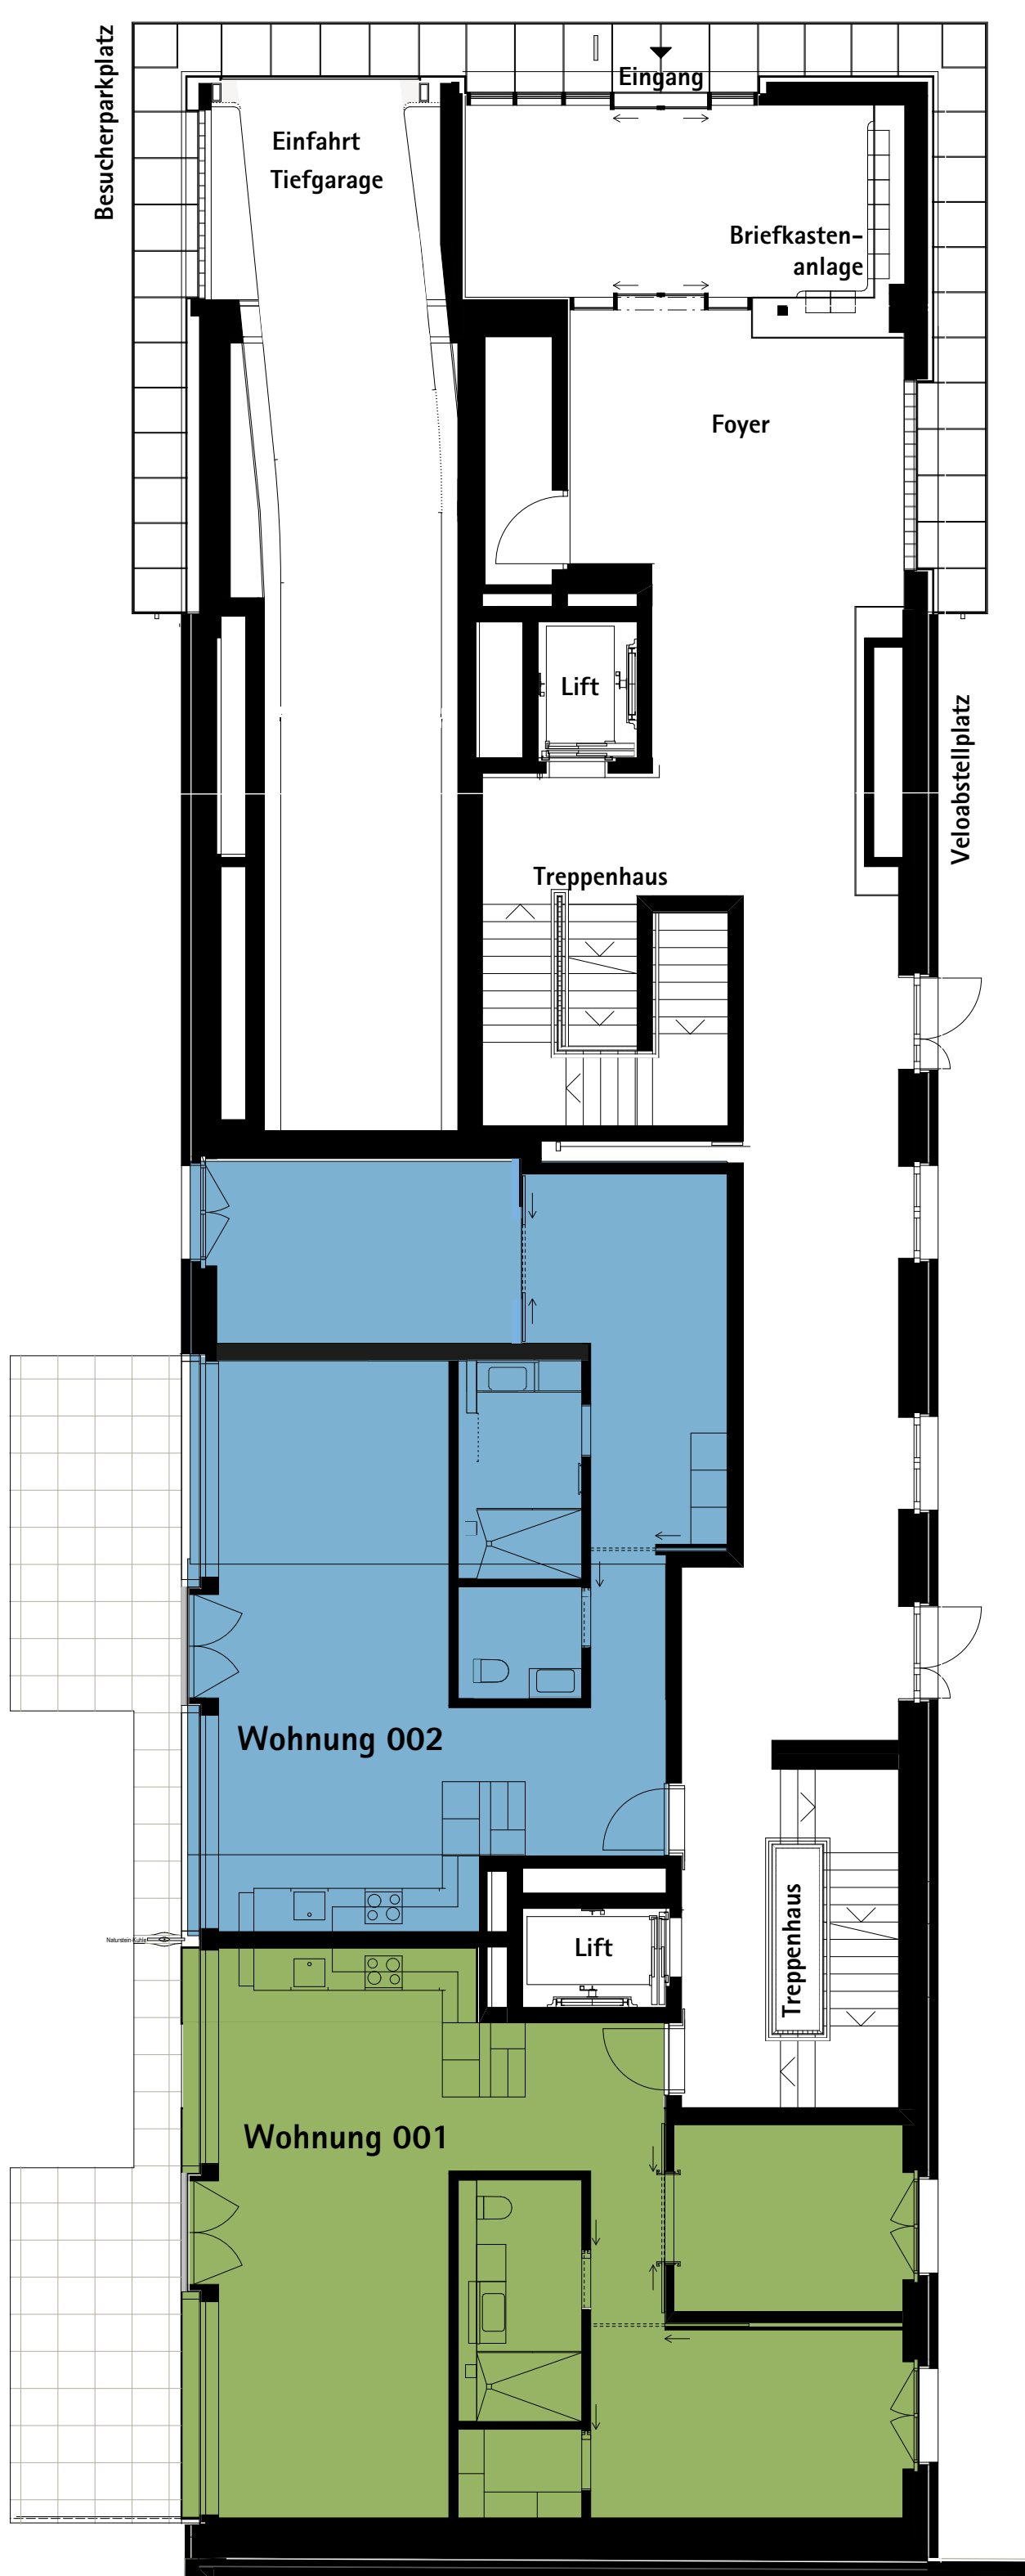 Besucherparkplatz
Eingang
Einfahrt
Tiefgarage
Briefkasten-
anlage
Foyer
Lift
Veloabstellplatz
Treppenhaus
Wohnung 002
Treppenhaus
Lift
Wohnung 001